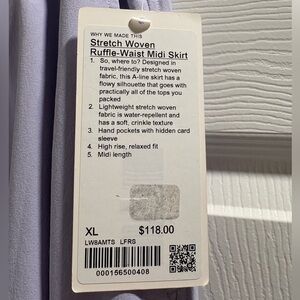 WHY WE MADE THIS
Stretch Woven
Ruffle-Waist Midi Skirt
1. So, where to? Designed in
travel-friendly stretch woven
fabric, this A-line skirt has a
flowy silhouette that goes with
practically all of the tops you
packed
2. Lightweight stretch woven
fabric is water-repellent and
has a soft, crinkle texture
3. Hand pockets with hidden card
sleeve
4. High rise, relaxed fit
5. Midi length
XL $118.00
LW8AMTS LFRS
000156500408